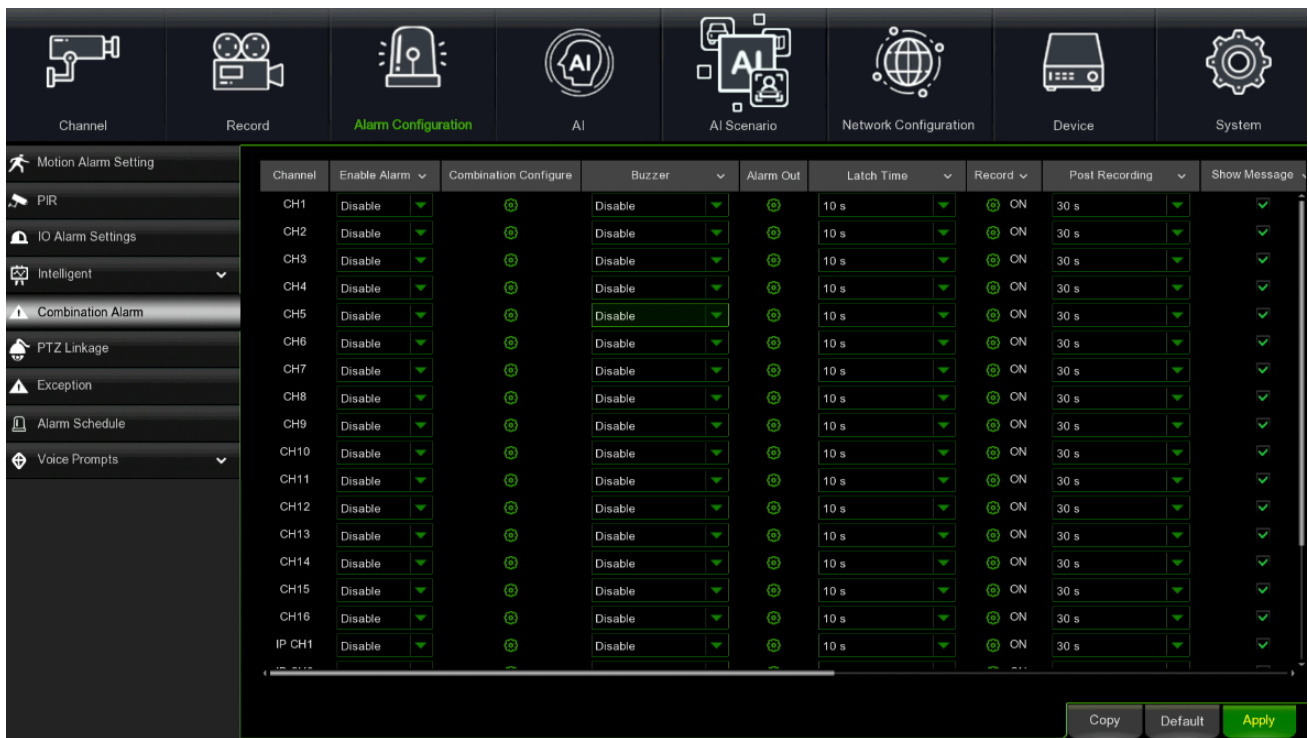 Channel Record Alarm Configuration AI AI Scenario Network Configuration Device System
Motion Alarm Setting
PIR
IO Alarm Settings
Intelligent
Combination Alarm
PTZ Linkage
Exception
Alarm Schedule
Voice Prompts
Channel Enable Alarm Combination Configure Buzzer Alarm Out Latch Time Record Post Recording Show Message
CH1 Disable Disable 10 s ON 30 s
CH2 Disable Disable 10 s ON 30 s
CH3 Disable Disable 10 s ON 30 s
CH4 Disable Disable 10 s ON 30 s
CH5 Disable Disable 10 s ON 30 s
CH6 Disable Disable 10 s ON 30 s
CH7 Disable Disable 10 s ON 30 s
CH8 Disable Disable 10 s ON 30 s
CH9 Disable Disable 10 s ON 30 s
CH10 Disable Disable 10 s ON 30 s
CH11 Disable Disable 10 s ON 30 s
CH12 Disable Disable 10 s ON 30 s
CH13 Disable Disable 10 s ON 30 s
CH14 Disable Disable 10 s ON 30 s
CH15 Disable Disable 10 s ON 30 s
CH16 Disable Disable 10 s ON 30 s
IP CH1 Disable Disable 10 s ON 30 s
Copy Default Apply